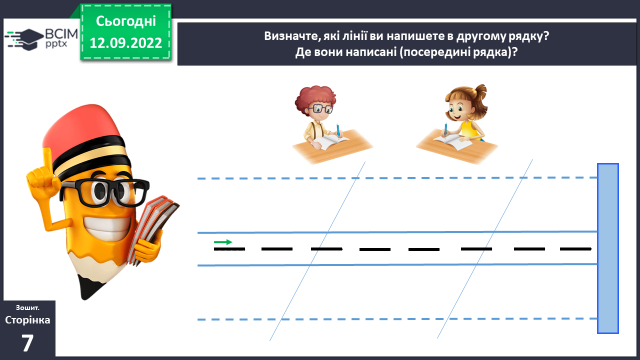 Сьогодні
12.09.2022
ВСІМ
pptx
Визначте, які лінії ви напишете в другому рядку?
Де вони написані (посередині рядка)?
Зошит.
Сторінка
7